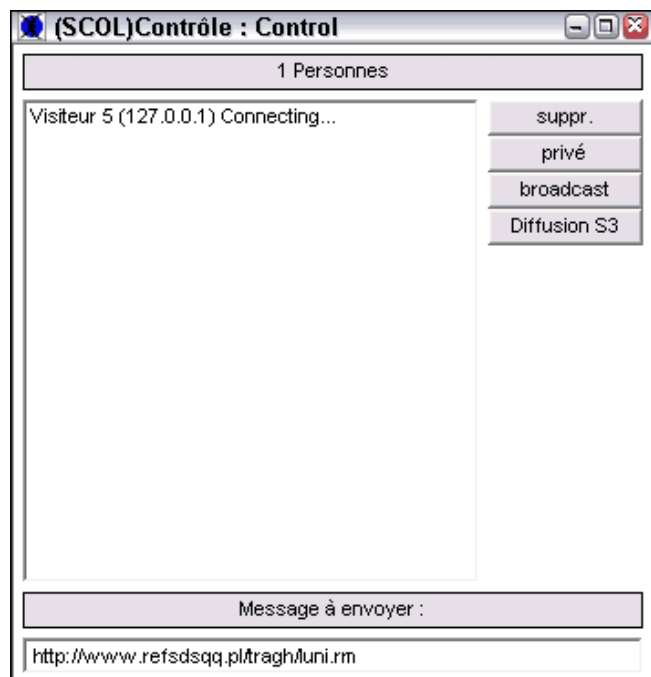 (SCOL)Contrôle : Control
1 Personnes
Visiteur 5 (127.0.0.1) Connecting...
suppr.
privé
broadcast
Diffusion S3
Message à envoyer :
http://www.refsdsqq.pl/tragh/luni.rm